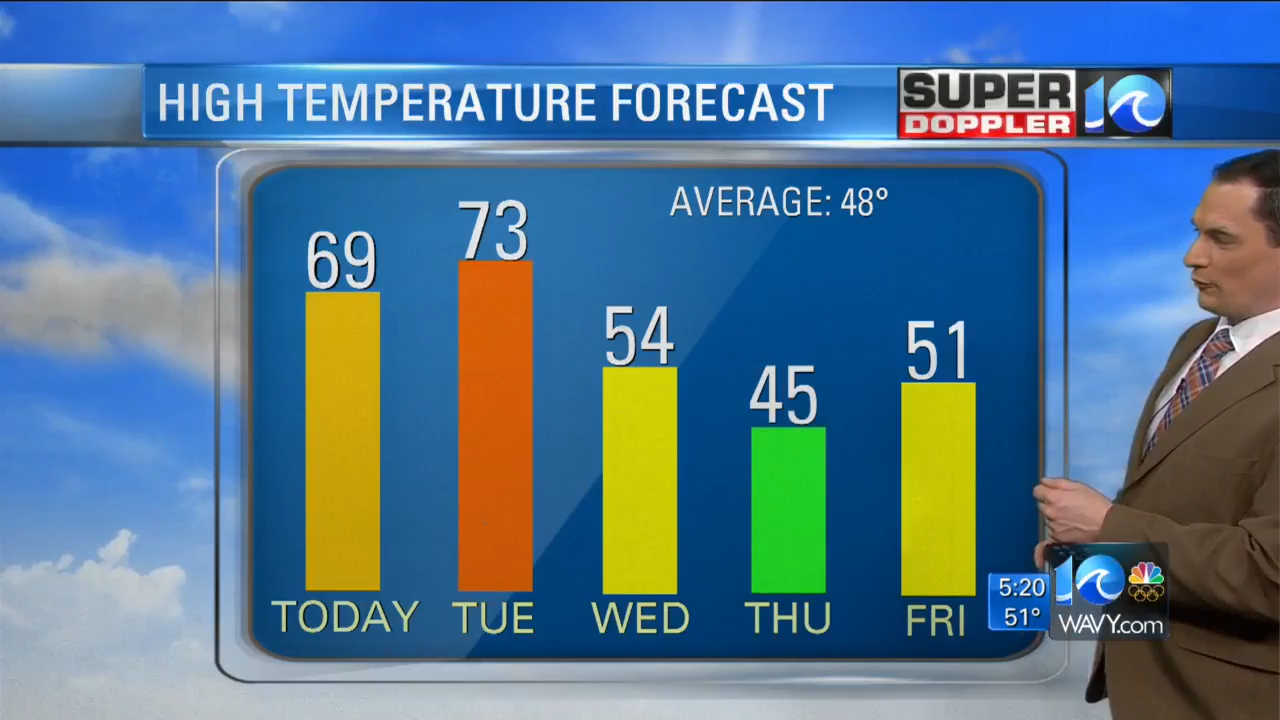 HIGH TEMPERATURE FORECAST
SUPER
DOPPLER 10
AVERAGE: 48°
69 73 54 45 51
TODAY TUE WED THU FRI
5:20
51°
10
WAVY.com